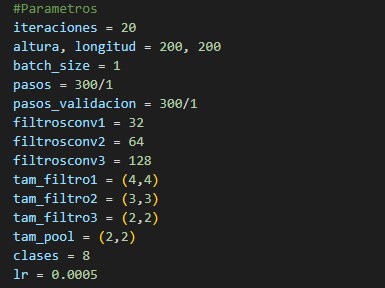 #Parametros
iteraciones = 20
altura, longitud = 200, 200
batch_size = 1
pasos = 300/1
pasos_validacion = 300/1
filtrosconv1 = 32
filtrosconv2 = 64
filtrosconv3 = 128
tam_filtro1 = (4,4)
tam_filtro2 = (3,3)
tam_filtro3 = (2,2)
tam_pool = (2,2)
clases = 8
lr = 0.0005